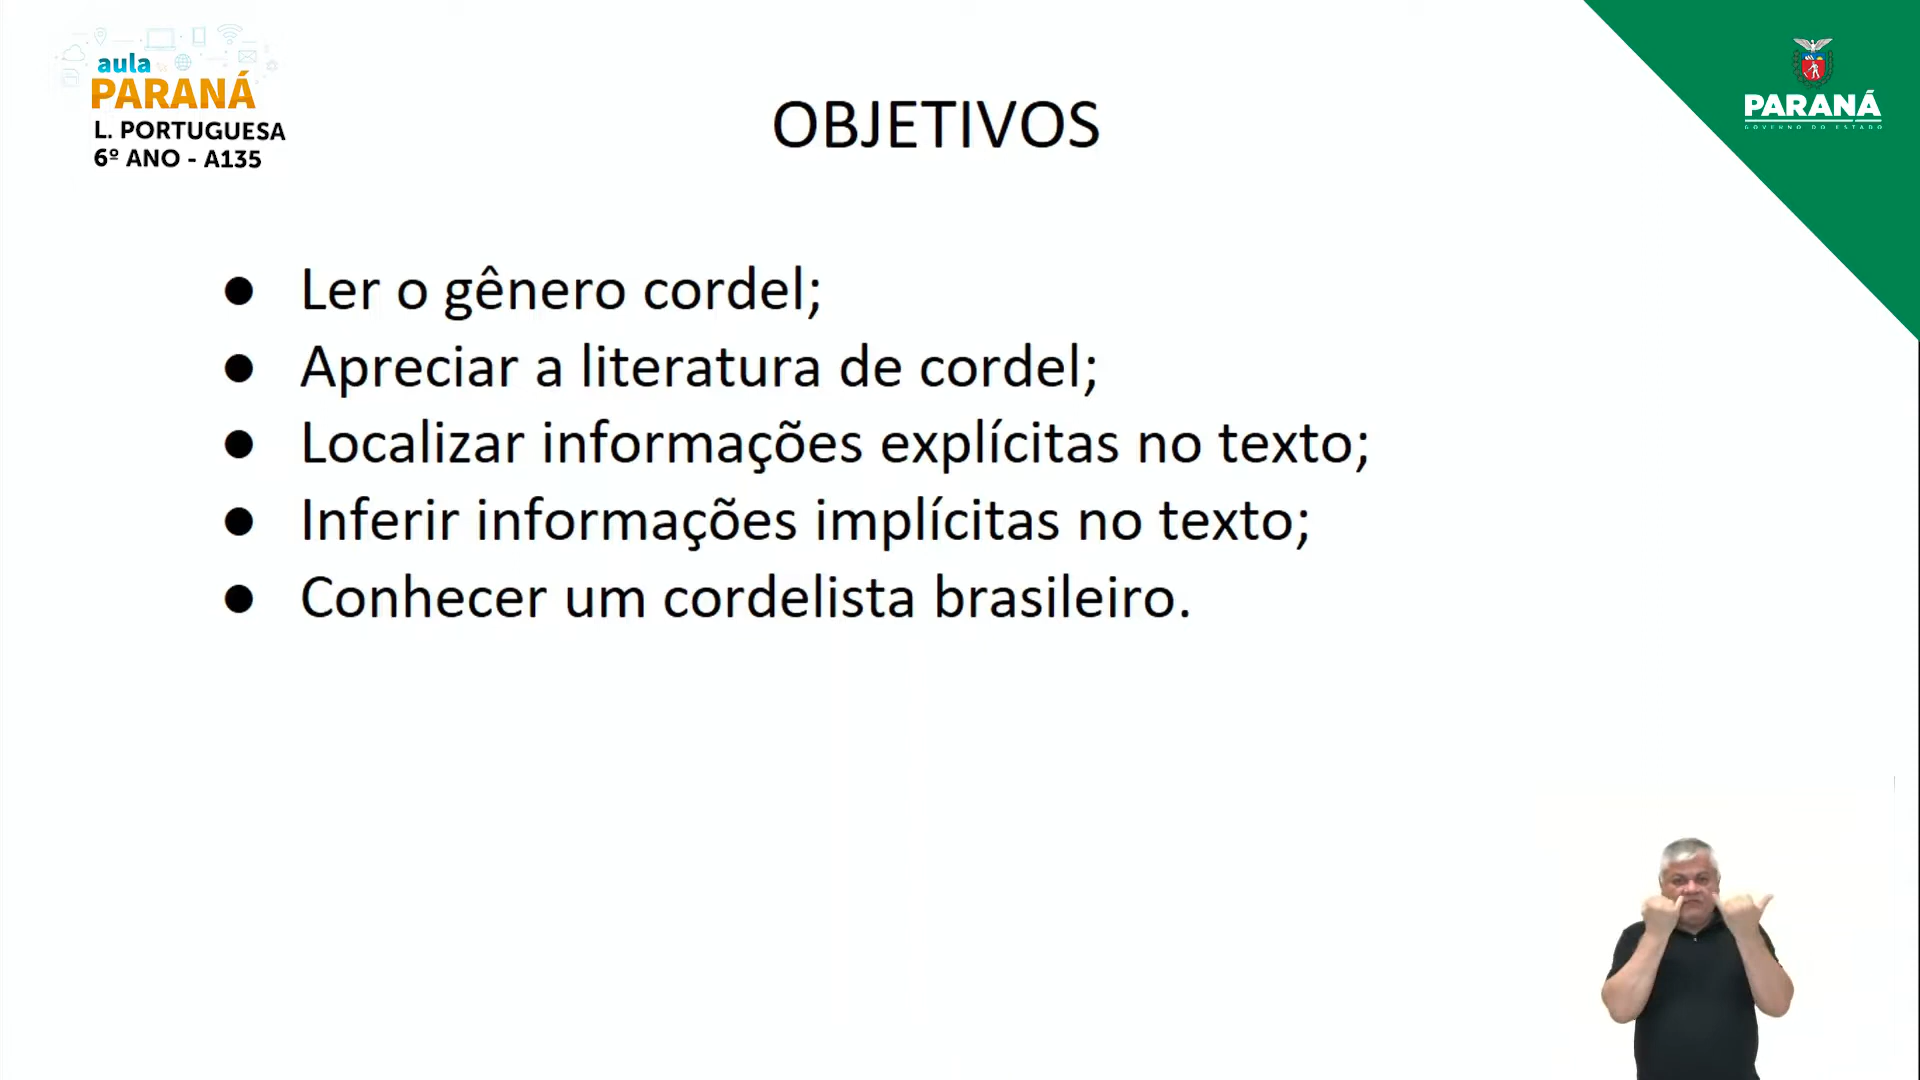 aula
PARANÁ
L. PORTUGUESA
6º ANO - A135
OBJETIVOS
PARANÁ
GOVERNO DO ESTADO
● Ler o gênero cordel;
● Apreciar a literatura de cordel;
● Localizar informações explícitas no texto;
● Inferir informações implícitas no texto;
● Conhecer um cordelista brasileiro.